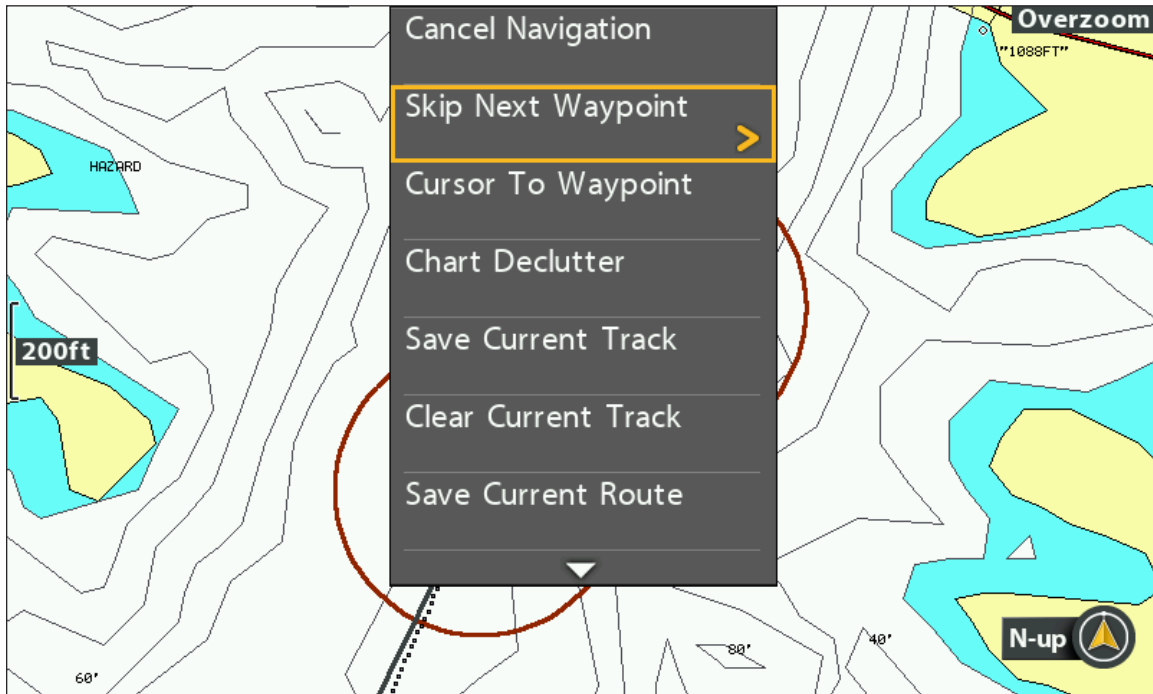 Cancel Navigation
Overzoom
"1088FT"
Skip Next Waypoint
>
HAZARD
Cursor To Waypoint
Chart Declutter
200ft
Save Current Track
Clear Current Track
Save Current Route
N-up
80'
40'
60'